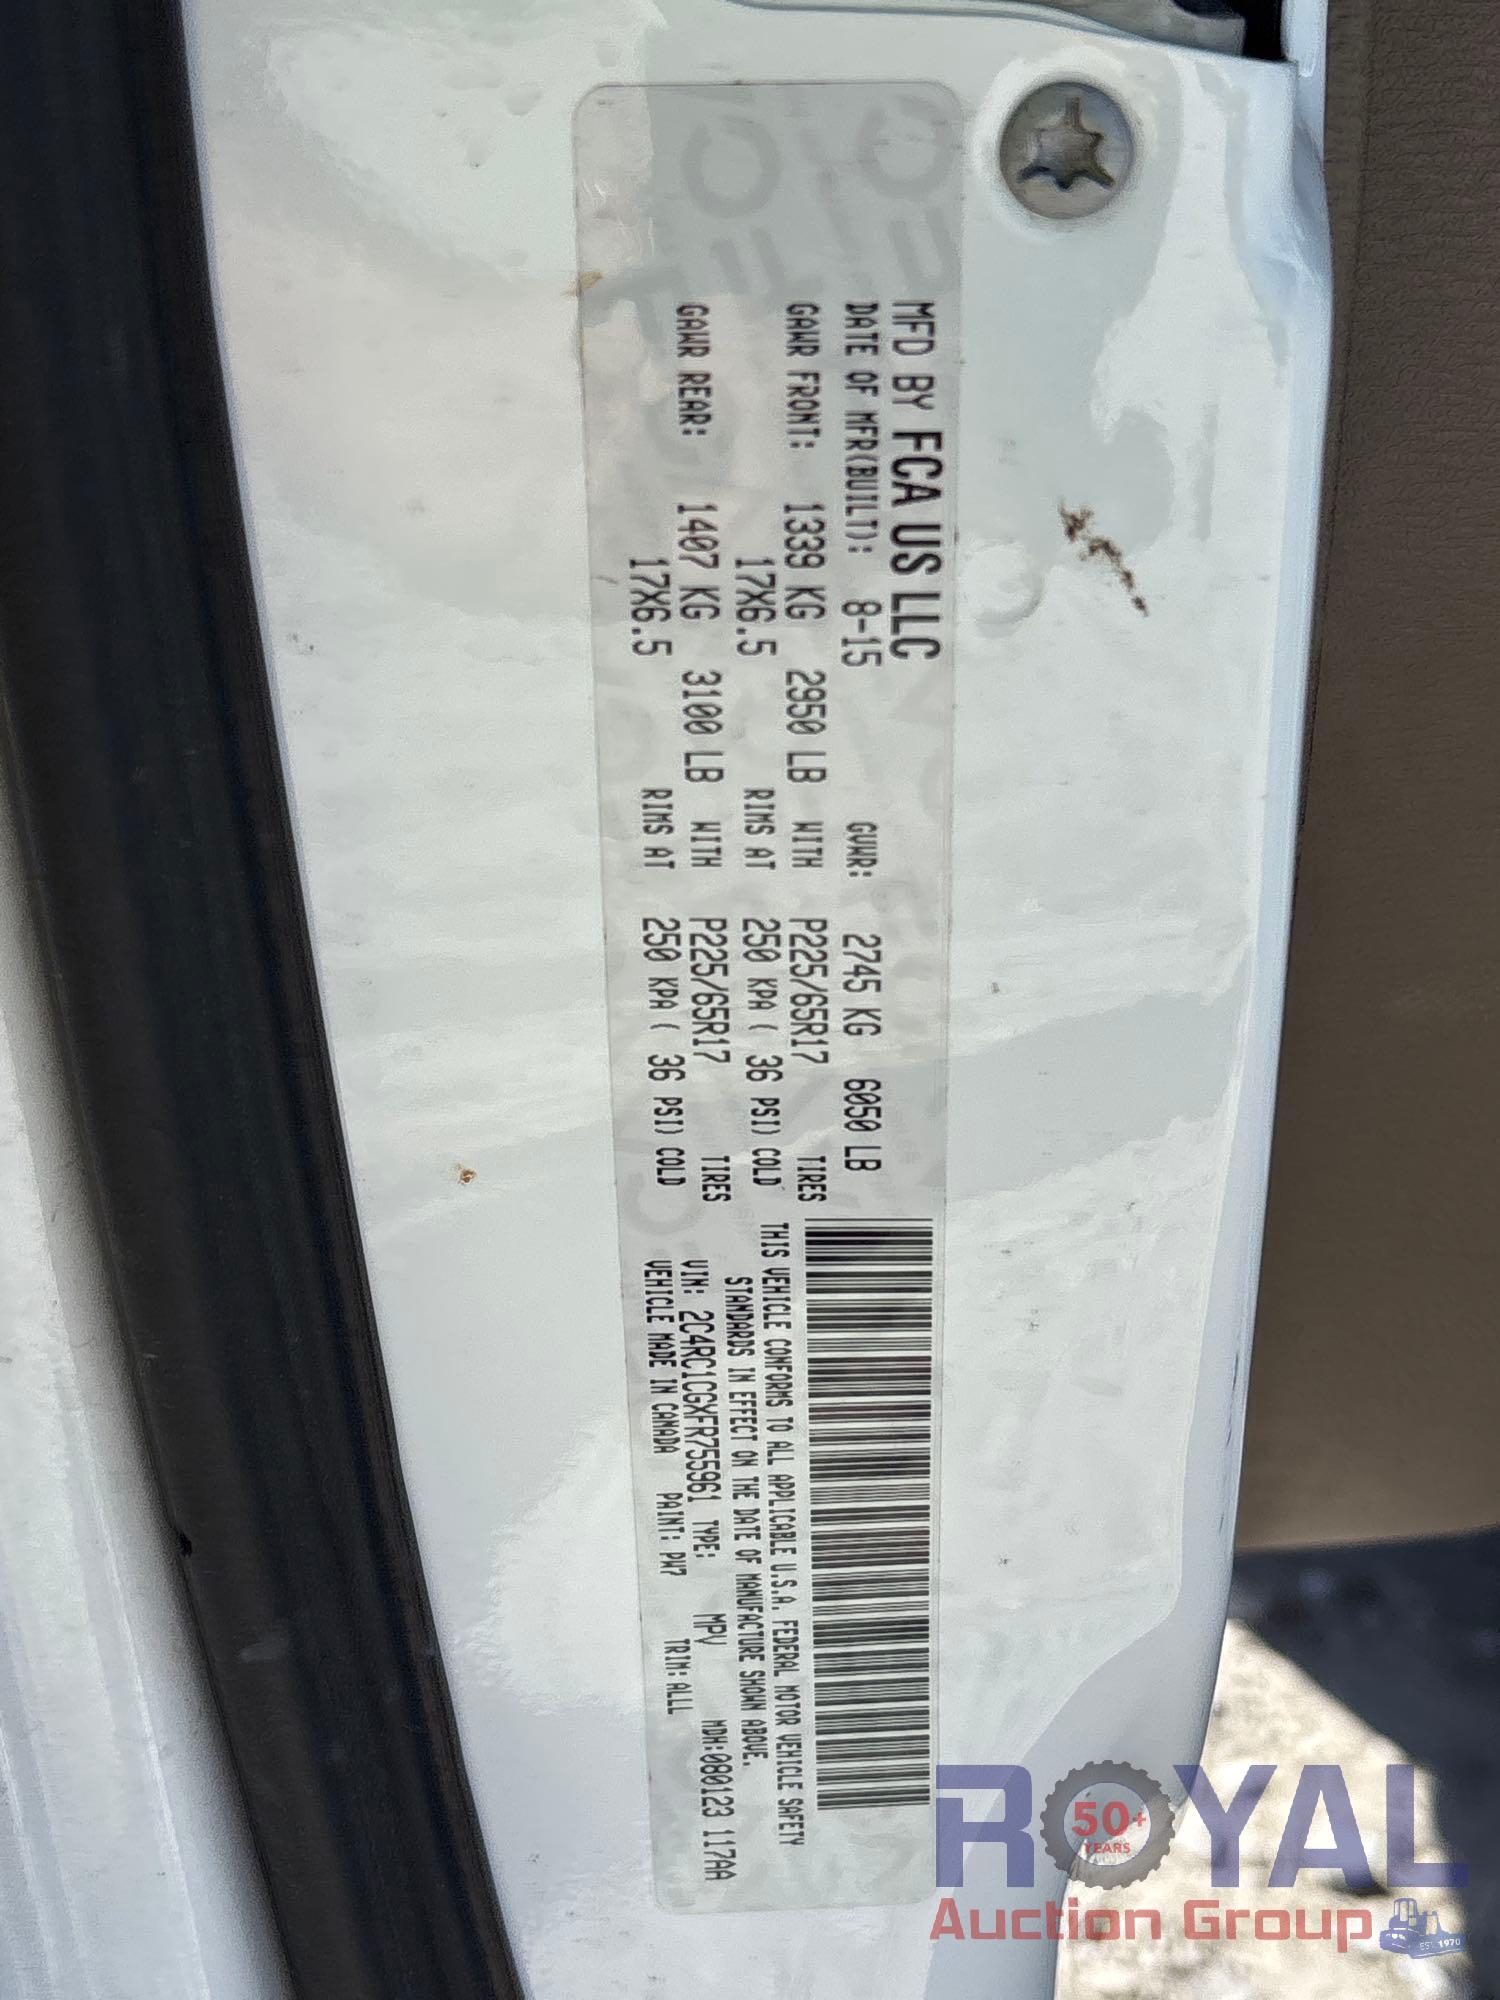 MFD BY FCA US LLC
DATE OF MFR(BUILT): 8-15 GVWR: 2745 KG 6050 LB
GAWR FRONT: 1339 KG 2950 LB WITH P225/65R17 TIRES
17X6.5 RIMS AT 250 KPA ( 36 PSI) COLD
GAWR REAR: 1407 KG 3100 LB WITH P225/65R17 TIRES
17X6.5 RIMS AT 250 KPA ( 36 PSI) COLD
THIS VEHICLE CONFORMS TO ALL APPLICABLE U.S.A. FEDERAL MOTOR VEHICLE SAFETY
STANDARDS IN EFFECT ON THE DATE OF MANUFACTURE SHOWN ABOVE.
VIN: 2C4RC1CGXFR755961 TYPE: MPV MDH:080123 117AA
VEHICLE MADE IN CANADA PAINT: PW7 TRIM:ALL1
ROYAL
50+
YEARS
Auction Group
EST. 1970